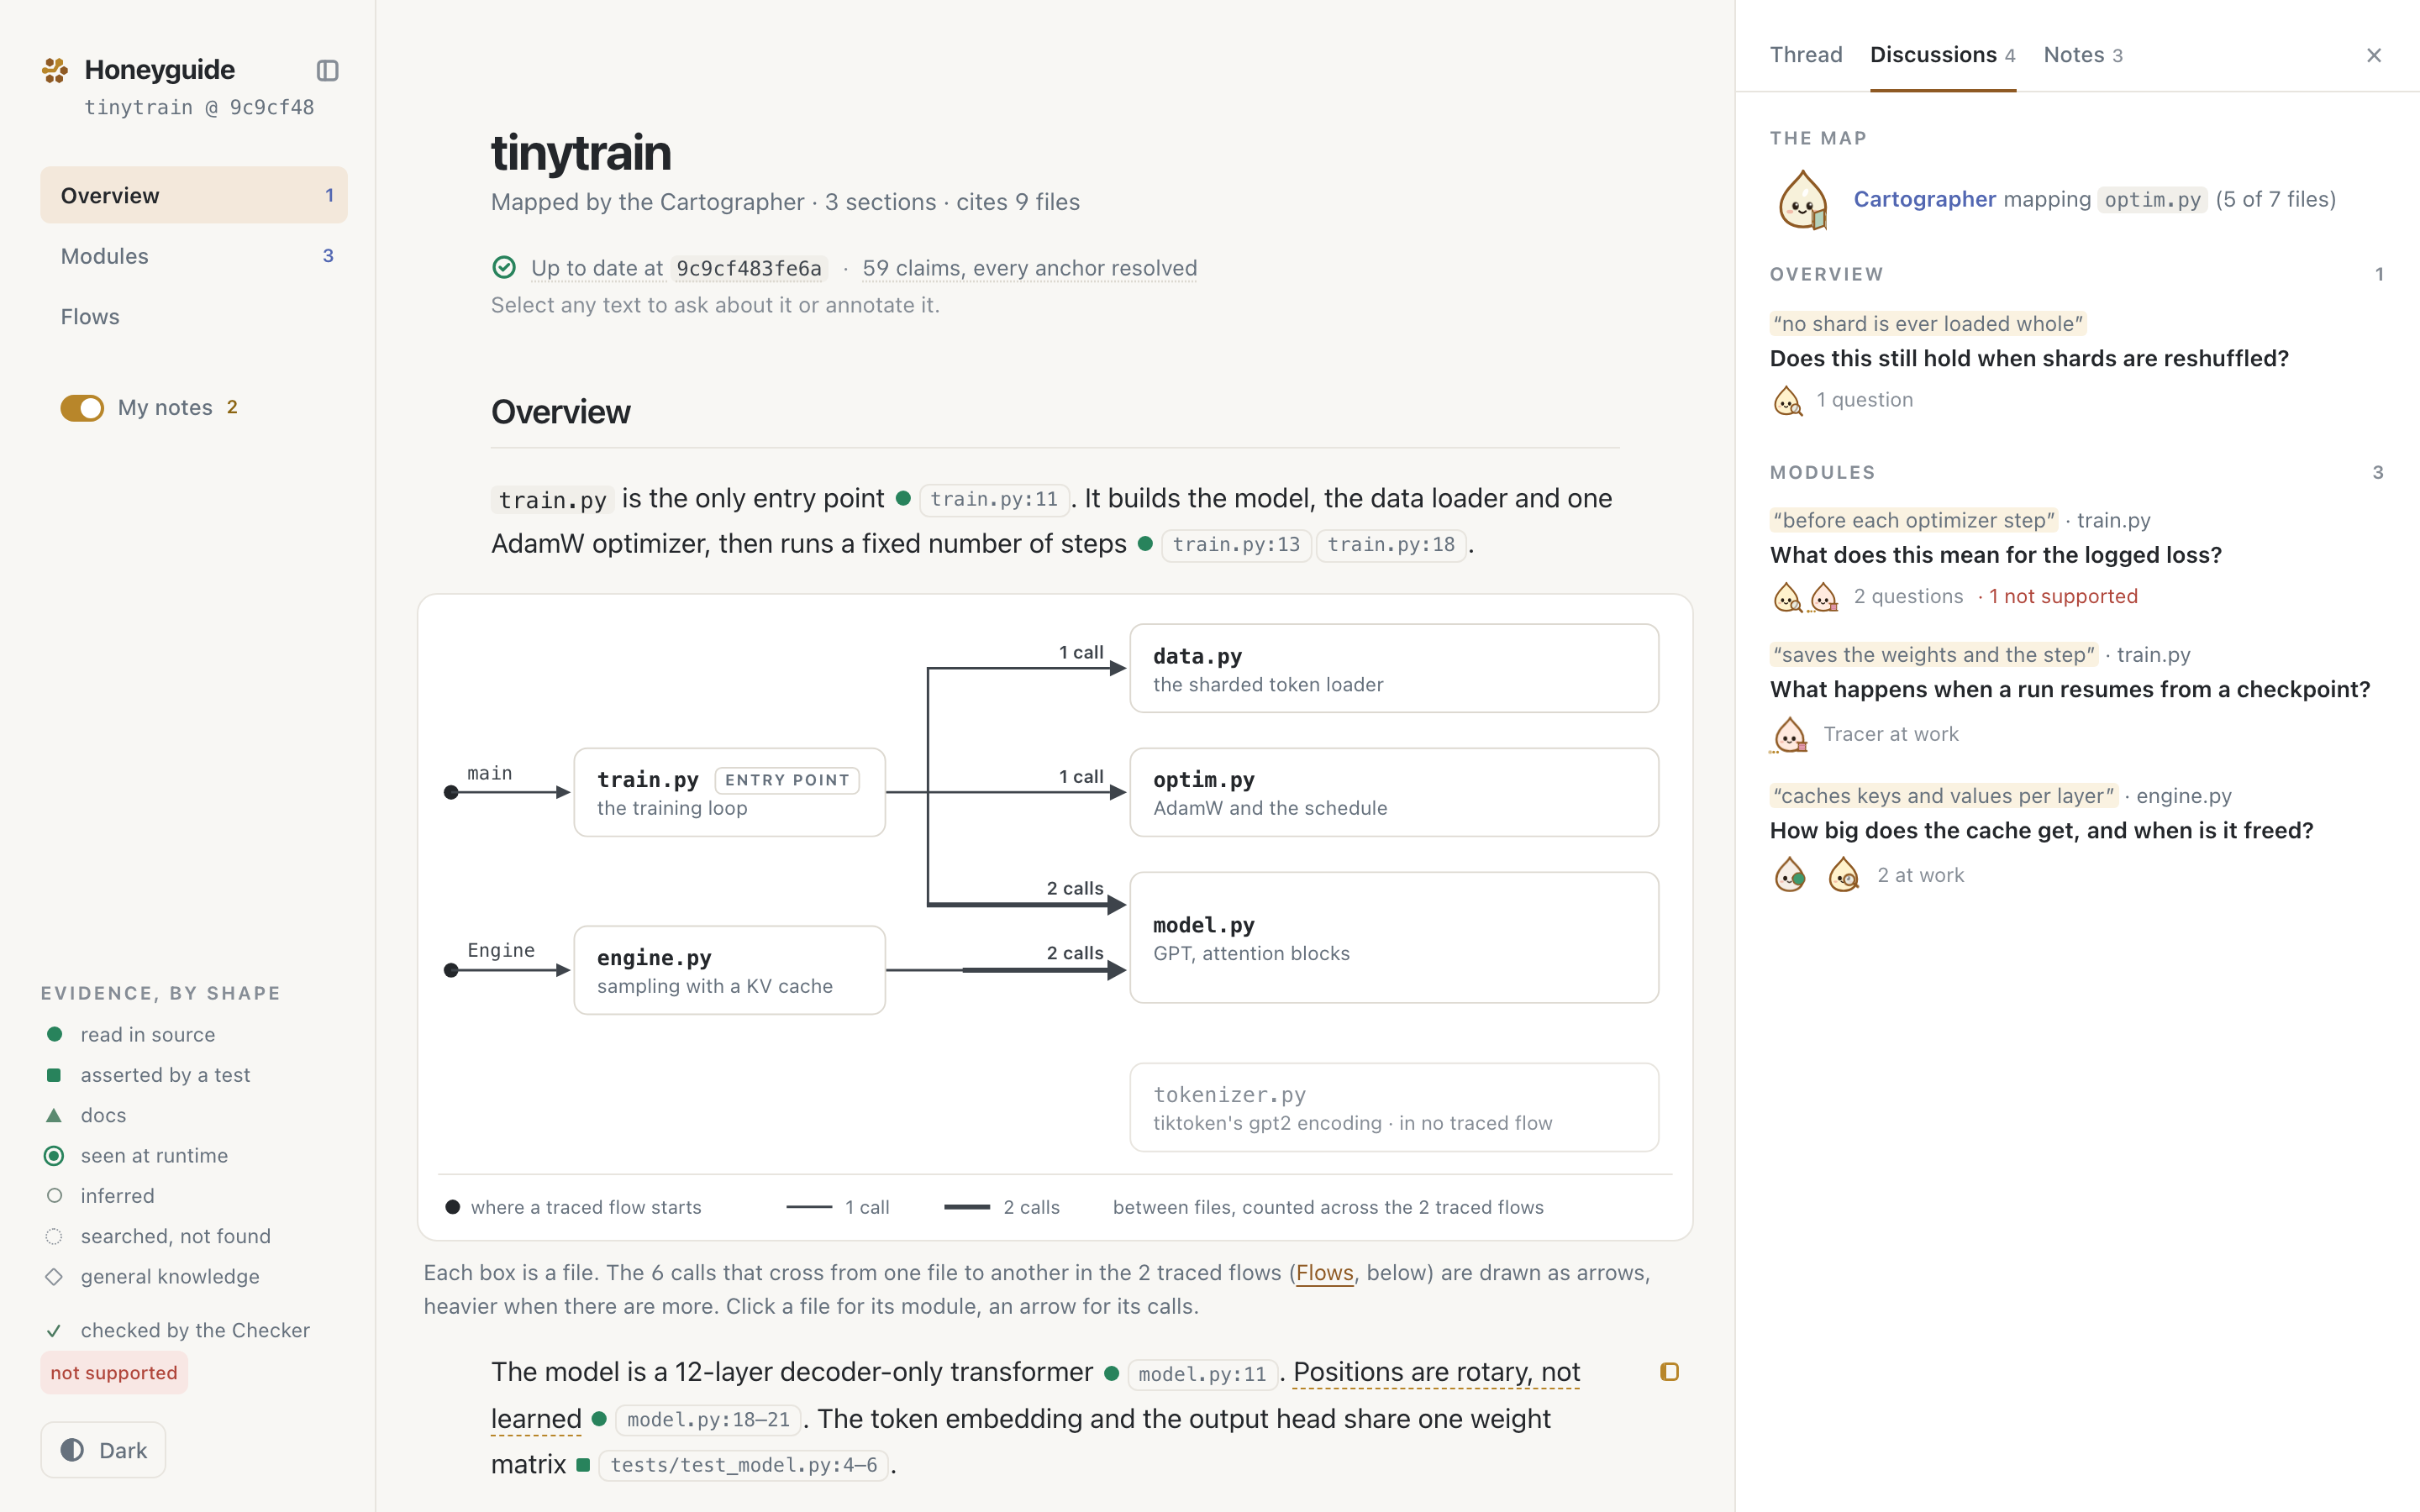 Honeyguide
tinytrain @ 9c9cf48
Overview 1
Modules 3
Flows
My notes 2
EVIDENCE, BY SHAPE
read in source
asserted by a test
docs
seen at runtime
inferred
searched, not found
general knowledge
checked by the Checker
not supported
Dark
tinytrain
Mapped by the Cartographer · 3 sections · cites 9 files
Up to date at 9c9cf483fe6a · 59 claims, every anchor resolved
Select any text to ask about it or annotate it.
Overview
train.py is the only entry point train.py:11. It builds the model, the data loader and one
AdamW optimizer, then runs a fixed number of steps train.py:13 train.py:18.
1 call
data.py
the sharded token loader
main
train.py ENTRY POINT
the training loop
1 call
optim.py
AdamW and the schedule
2 calls
model.py
GPT, attention blocks
Engine
engine.py
sampling with a KV cache
2 calls
tokenizer.py
tiktoken's gpt2 encoding · in no traced flow
where a traced flow starts 1 call 2 calls between files, counted across the 2 traced flows
Each box is a file. The 6 calls that cross from one file to another in the 2 traced flows (Flows, below) are drawn as arrows,
heavier when there are more. Click a file for its module, an arrow for its calls.
The model is a 12-layer decoder-only transformer model.py:11. Positions are rotary, not
learned model.py:18–21. The token embedding and the output head share one weight
matrix tests/test_model.py:4–6.
Thread Discussions 4 Notes 3
THE MAP
Cartographer mapping optim.py (5 of 7 files)
OVERVIEW 1
“no shard is ever loaded whole”
Does this still hold when shards are reshuffled?
1 question
MODULES 3
“before each optimizer step” · train.py
What does this mean for the logged loss?
2 questions · 1 not supported
“saves the weights and the step” · train.py
What happens when a run resumes from a checkpoint?
Tracer at work
“caches keys and values per layer” · engine.py
How big does the cache get, and when is it freed?
2 at work